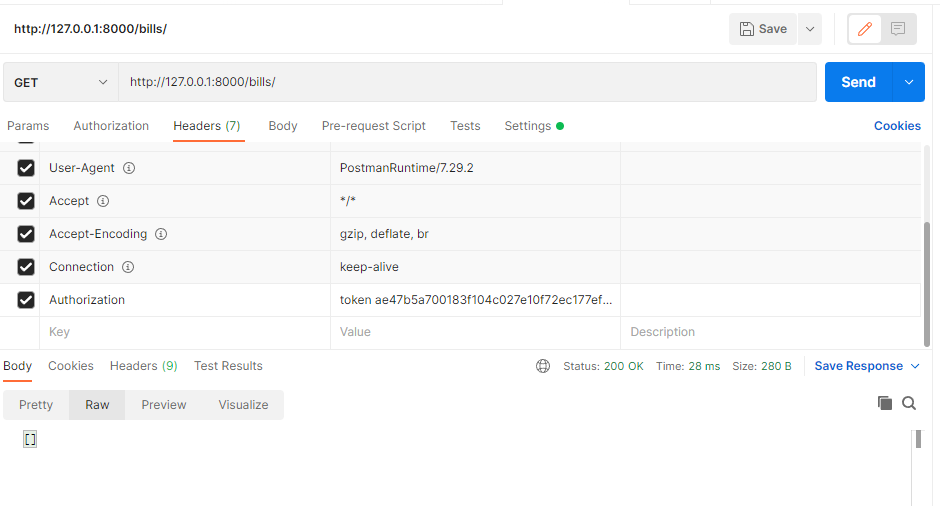 http://127.0.0.1:8000/bills/ Save
GET http://127.0.0.1:8000/bills/ Send
Params Authorization Headers (7) Body Pre-request Script Tests Settings Cookies
User-Agent PostmanRuntime/7.29.2
Accept */*
Accept-Encoding gzip, deflate, br
Connection keep-alive
Authorization token ae47b5a700183f104c027e10f72ec177ef...
Key Value Description
Body Cookies Headers (9) Test Results Status: 200 OK Time: 28 ms Size: 280 B Save Response
Pretty Raw Preview Visualize
[]